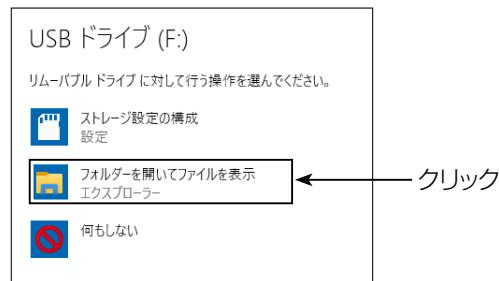 USB ドライブ (F:)
リムーバブル ドライブ に対して行う操作を選んでください。
ストレージ設定の構成
設定
フォルダーを開いてファイルを表示
エクスプローラー
クリック
何もしない